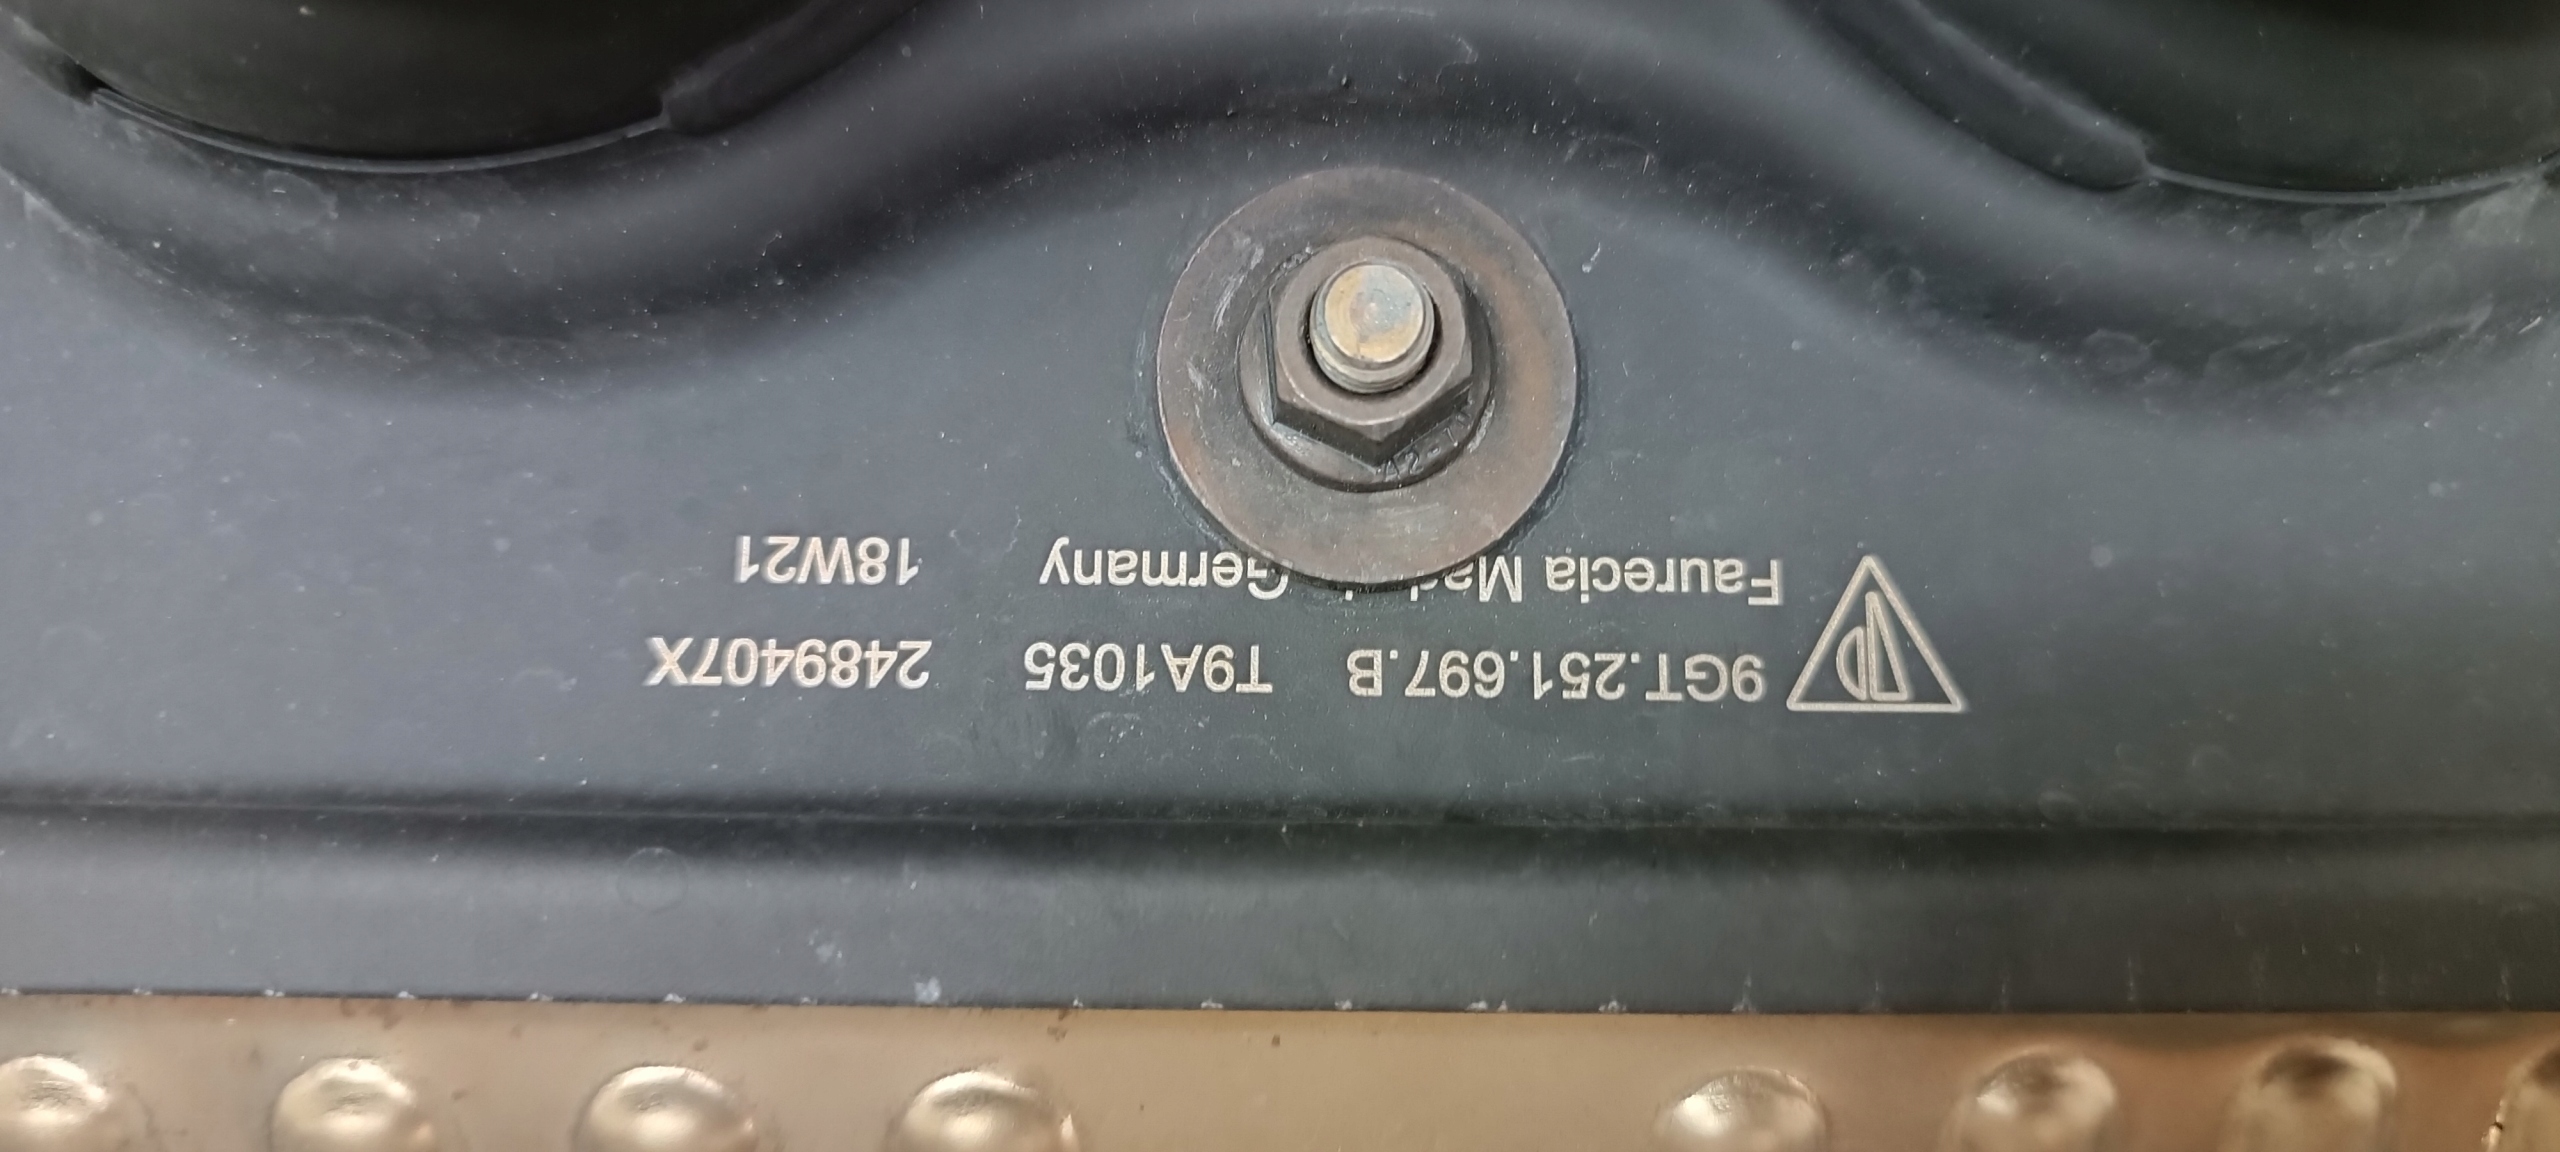 9GT.251.697.B T9A1035 2489407X
Faurecia Germany 18W21